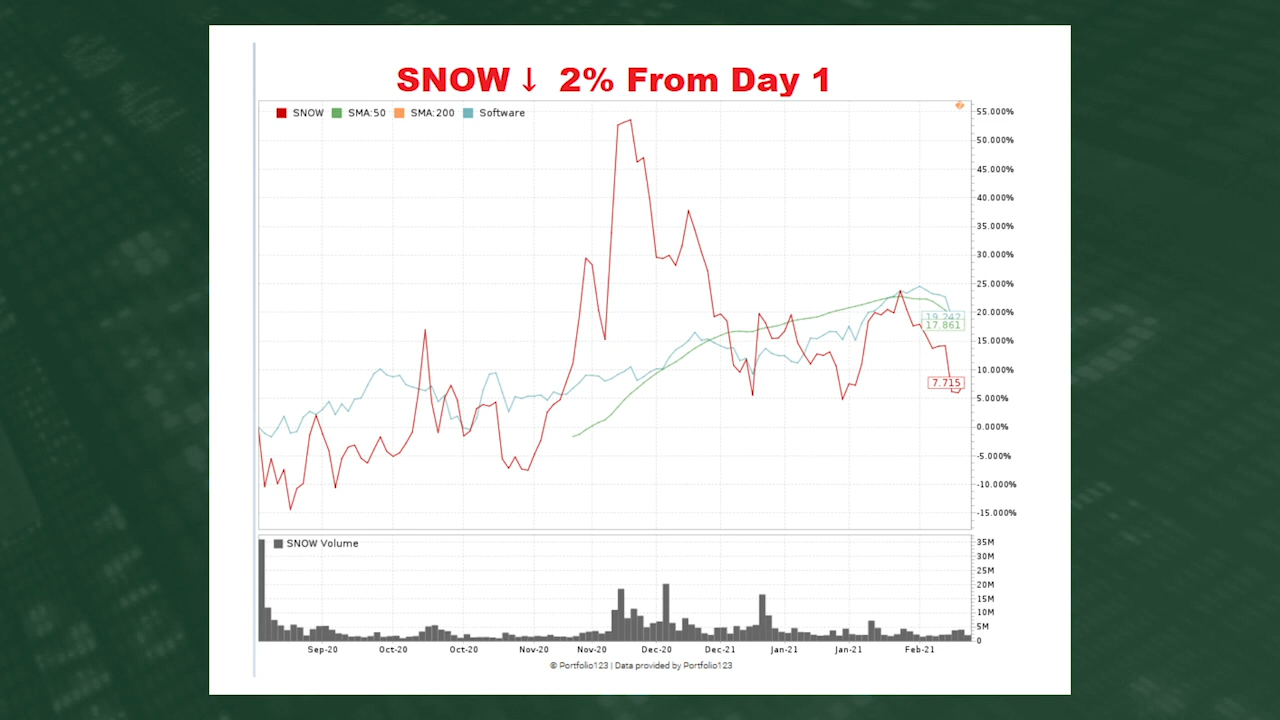 SNOW↓ 2% From Day 1
SNOW SMA:50 SMA:200 Software
55.000%
50.000%
45.000%
40.000%
35.000%
30.000%
25.000%
20.000%
19.242
17.861
15.000%
10.000%
7.715
5.000%
0.000%
-5.000%
-10.000%
-15.000%
SNOW Volume
35M
30M
25M
20M
15M
10M
5M
0
Sep-20 Oct-20 Oct-20 Nov-20 Nov-20 Dec-20 Dec-21 Jan-21 Jan-21 Feb-21
© Portfolio123 | Data provided by Portfolio123